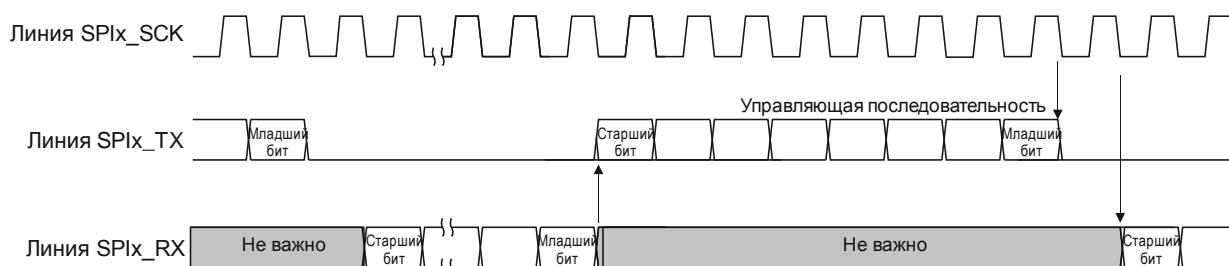 Линия SPIx_SCK
Управляющая последовательность
Линия SPIx_TX
Младший
бит
Старший
бит
Младший
бит
Линия SPIx_RX
Не важно
Старший
бит
Младший
бит
Не важно
Старший
бит